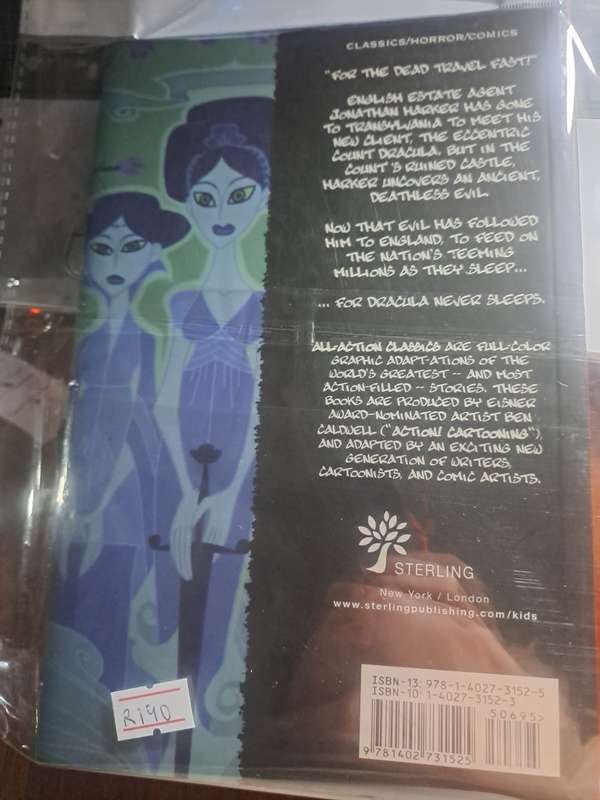 CLASSICS/HORROR/COMICS
"FOR THE DEAD TRAVEL FAST!"
ENGLISH ESTATE AGENT
JONATHAN HARKER HAS GONE
TO TRANSYLVANIA TO MEET HIS
NEW CLIENT, THE ECCENTRIC
COUNT DRACULA. BUT IN THE
COUNT'S RUINED CASTLE,
HARKER UNCOVERS AN ANCIENT,
DEATHLESS EVIL.
NOW THAT EVIL HAS FOLLOWED
HIM TO ENGLAND, TO FEED ON
THE NATION'S TEEMING
MILLIONS AS THEY SLEEP...
... FOR DRACULA NEVER SLEEPS.
ALL-ACTION CLASSICS ARE FULL-COLOR
GRAPHIC ADAPT-ATIONS OF THE
WORLD'S GREATEST -- AND MOST
ACTION-FILLED -- STORIES. THESE
BOOKS ARE PRODUCED BY EISNER
AWARD-NOMINATED ARTIST BEN
CALDWELL ("ACTION! CARTOONING"),
AND ADAPTED BY AN EXCITING NEW
GENERATION OF WRITERS,
CARTOONISTS, AND COMIC ARTISTS.
STERLING
New York / London
www.sterlingpublishing.com/kids
ISBN-13: 978-1-4027-3152-5
ISBN-10: 1-4027-3152-3
50695>
9 781402 731525
R190